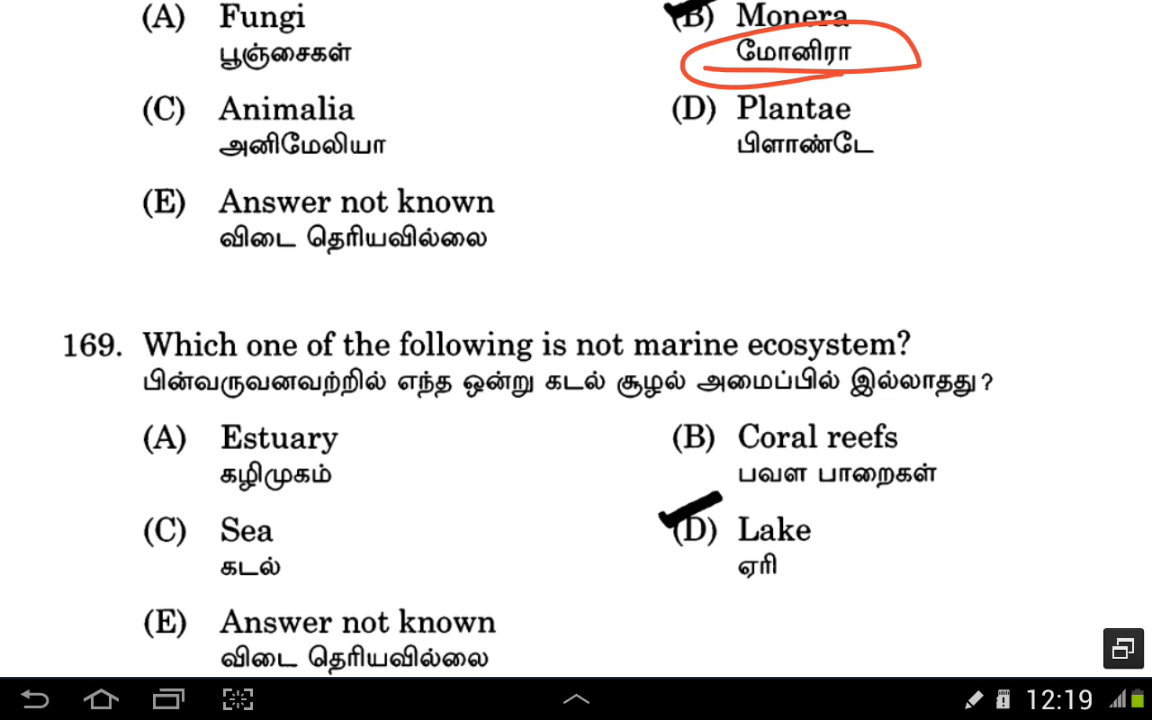 (A) Fungi (B) Monera
பூஞ்சைகள் மோனிரா
(C) Animalia (D) Plantae
அனிமேலியா பிளாண்டே
(E) Answer not known
விடை தெரியவில்லை
169. Which one of the following is not marine ecosystem?
பின்வருவனவற்றில் எந்த ஒன்று கடல் சூழல் அமைப்பில் இல்லாதது?
(A) Estuary (B) Coral reefs
கழிமுகம் பவள பாறைகள்
(C) Sea (D) Lake
கடல் ஏரி
(E) Answer not known
விடை தெரியவில்லை
12:19